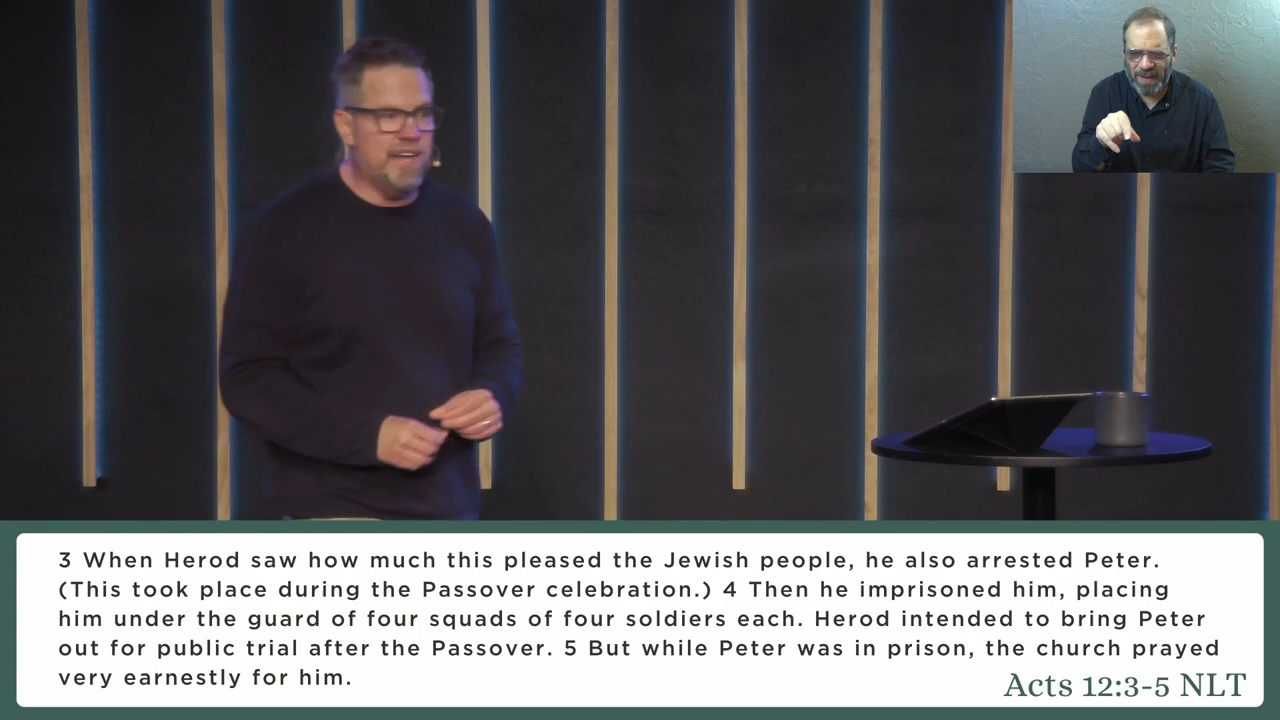 3 When Herod saw how much this pleased the Jewish people, he also arrested Peter.
(This took place during the Passover celebration.) 4 Then he imprisoned him, placing
him under the guard of four squads of four soldiers each. Herod intended to bring Peter
out for public trial after the Passover. 5 But while Peter was in prison, the church prayed
very earnestly for him.
Acts 12:3-5 NLT